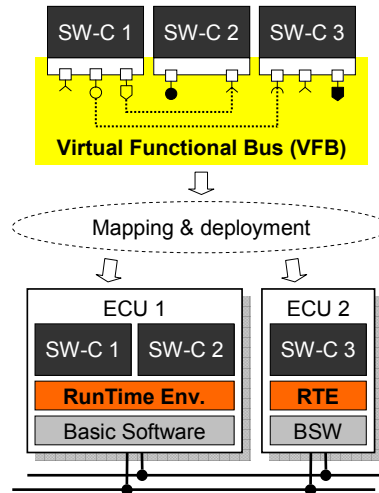 SW-C 1 SW-C 2 SW-C 3
Virtual Functional Bus (VFB)
Mapping & deployment
ECU 1 ECU 2
SW-C 1 SW-C 2 SW-C 3
RunTime Env. RTE
Basic Software BSW